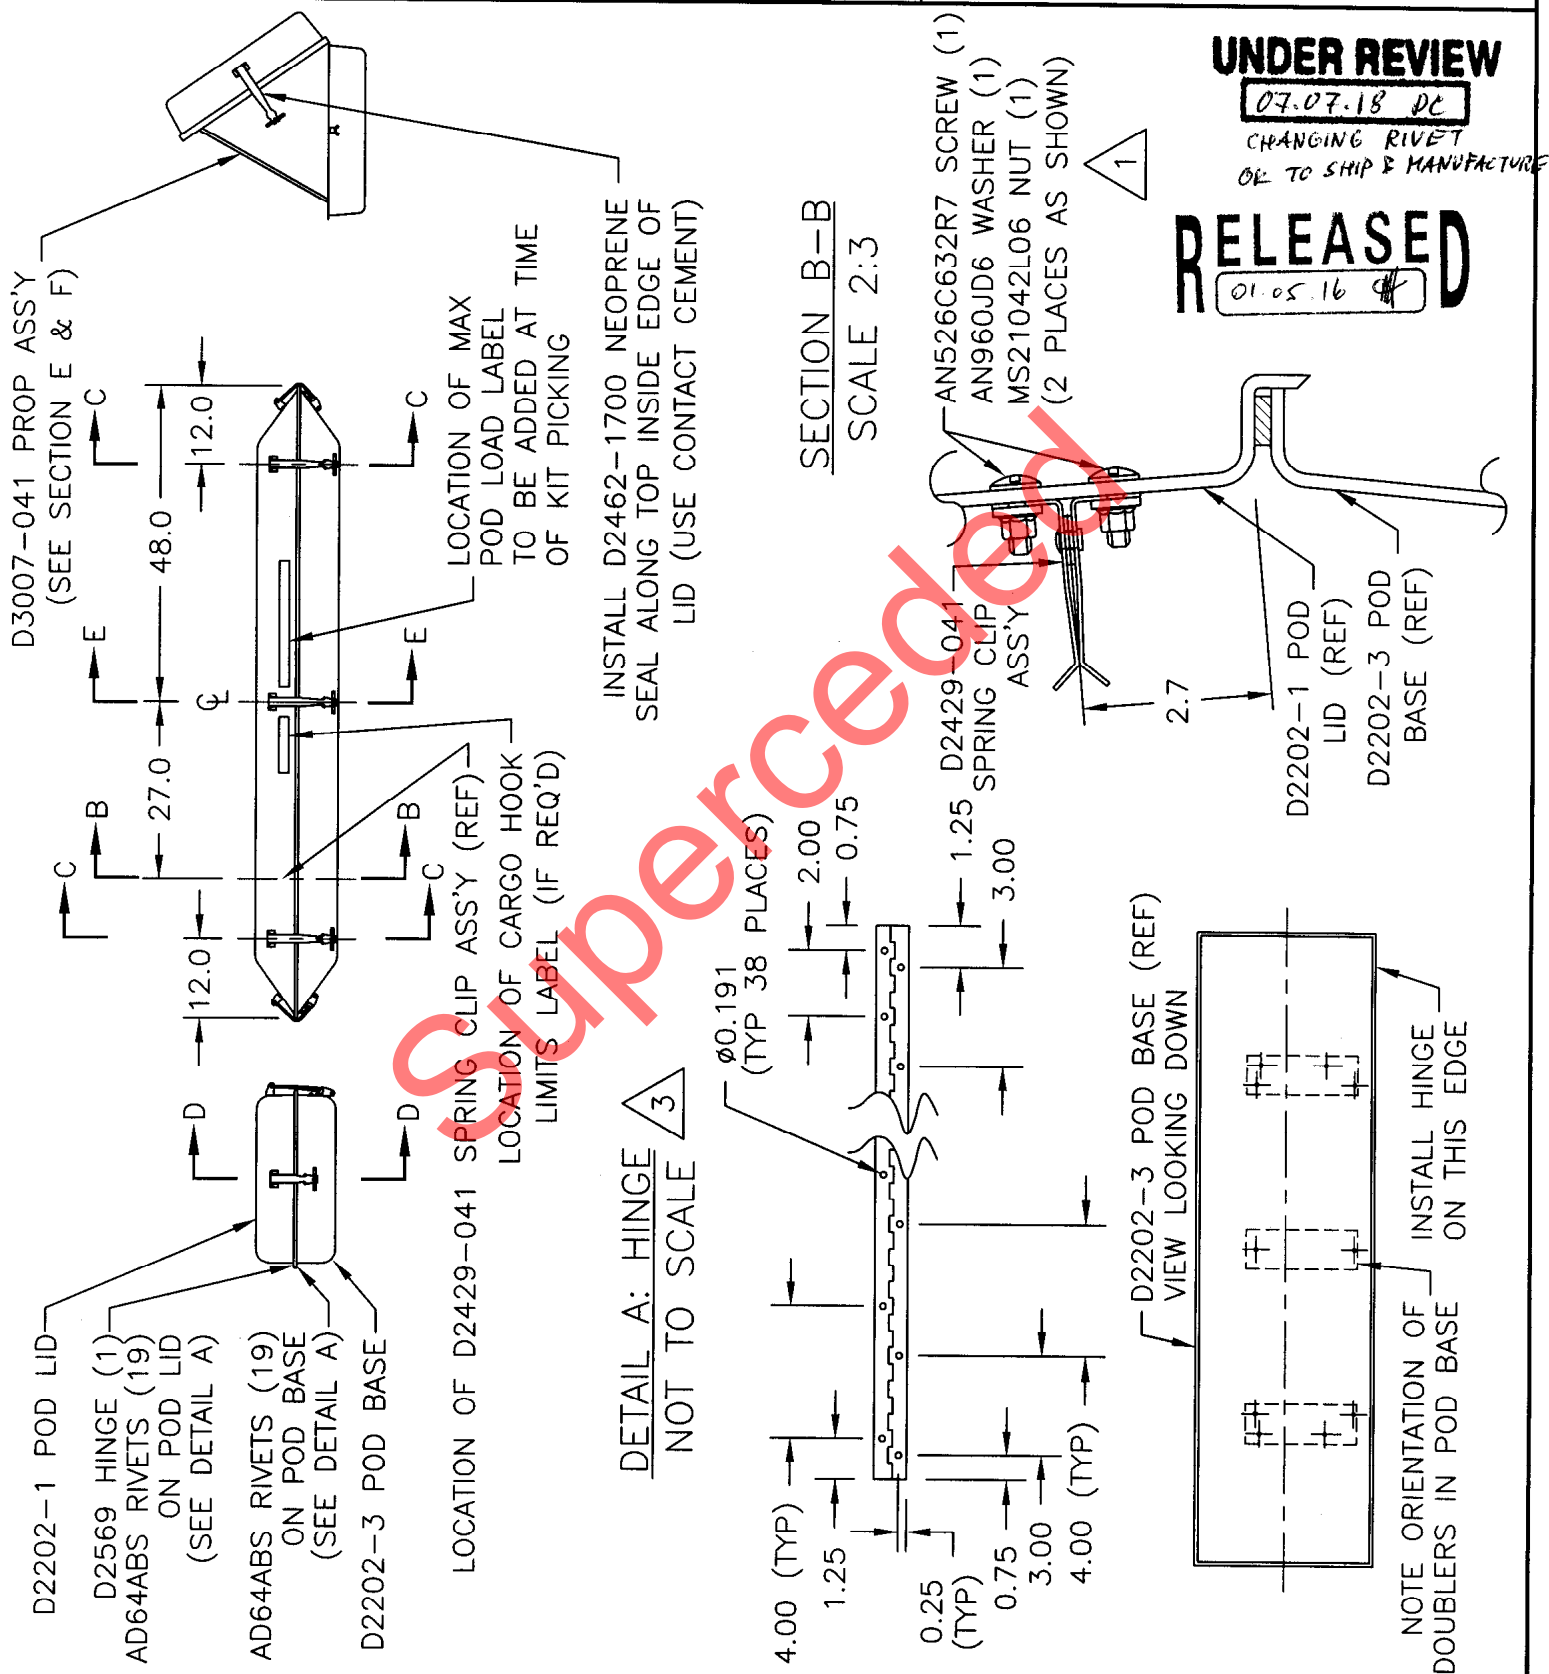 D3007-041 PROP ASS'Y
(SEE SECTION E & F)
C
12.0
48.0
C
E
E
℄
27.0
B
B
C
C
12.0
D
D
LOCATION OF MAX
POD LOAD LABEL
TO BE ADDED AT TIME
OF KIT PICKING
INSTALL D2462-1700 NEOPRENE
SEAL ALONG TOP INSIDE EDGE OF
LID (USE CONTACT CEMENT)
LOCATION OF D2429-041 SPRING CLIP ASS'Y (REF)
LOCATION OF CARGO HOOK
LIMITS LABEL (IF REQ'D)
D2202-1 POD LID
D2569 HINGE (1)
AD64ABS RIVETS (19)
ON POD LID
(SEE DETAIL A)
AD64ABS RIVETS (19)
ON POD BASE
(SEE DETAIL A)
D2202-3 POD BASE
DETAIL A: HINGE
NOT TO SCALE
3
ø0.191
(TYP 38 PLACES)
2.00
0.75
1.25
3.00
4.00 (TYP)
1.25
0.25
(TYP)
0.75
3.00
4.00 (TYP)
SECTION B-B
SCALE 2:3
AN526C632R7 SCREW (1)
AN960JD6 WASHER (1)
MS21042L06 NUT (1)
(2 PLACES AS SHOWN)
1
D2429-041
SPRING CLIP
ASS'Y
2.7
D2202-1 POD
LID (REF)
D2202-3 POD
BASE (REF)
D2202-3 POD BASE (REF)
VIEW LOOKING DOWN
INSTALL HINGE
ON THIS EDGE
NOTE ORIENTATION OF
DOUBLERS IN POD BASE
UNDER REVIEW
07.07.18 DC
CHANGING RIVET
OK TO SHIP & MANUFACTURE
RELEASED
01.05.16
Superceded